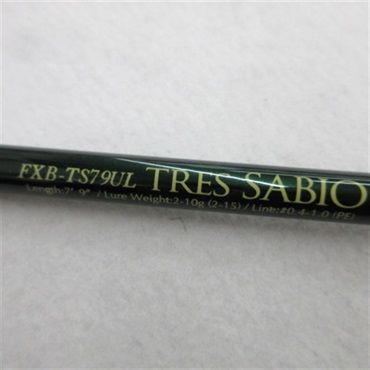 FXB-TS79UL TRES SABIO
Length:7'9" / Lure Weight:2-10g (2-15) / Line:#0.4-1.0 (PE)